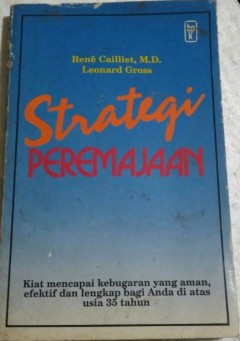 René Cailliet, M.D.
Leonard Gross
Strategi
PEREMAJAAN
Kiat mencapai kebugaran yang aman,
efektif dan lengkap bagi Anda di atas
usia 35 tahun